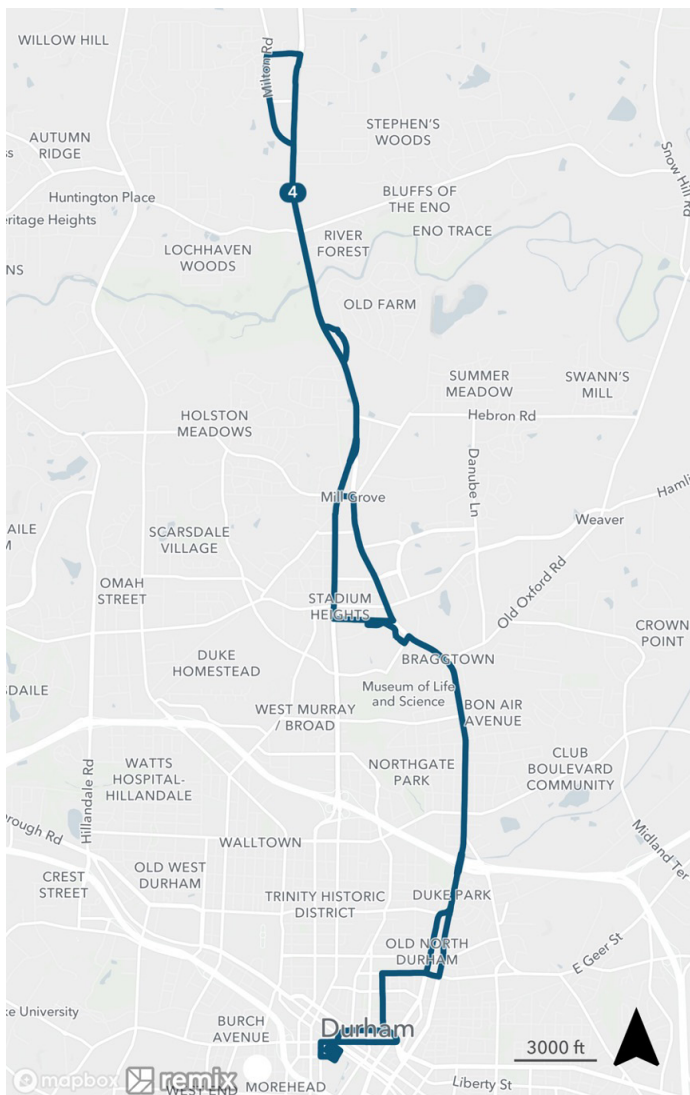 WILLOW HILL
Milton Rd
AUTUMN
RIDGE
STEPHEN'S
WOODS
ss
Snow Hill Rd
Huntington Place
4
BLUFFS OF
THE ENO
eritage Heights
ENO TRACE
RIVER
FOREST
LOCHHAVEN
WOODS
NS
OLD FARM
SUMMER
MEADOW
SWANN'S
MILL
HOLSTON
MEADOWS
Hebron Rd
Danube Ln
Mill Grove
Hamli
Weaver
AILE
M
SCARSDALE
VILLAGE
OMAH
STREET
STADIUM
HEIGHTS
Old Oxford Rd
CROWN
POINT
DUKE
HOMESTEAD
BRAGGTOWN
SDAILE
Museum of Life
and Science
WEST MURRAY
/ BROAD
BON AIR
AVENUE
WATTS
HOSPITAL-
HILLANDALE
NORTHGATE
PARK
CLUB
BOULEVARD
COMMUNITY
Hillandale Rd
orough Rd
WALLTOWN
Midland Ter
CREST
STREET
OLD WEST
DURHAM
TRINITY HISTORIC
DISTRICT
DUKE PARK
OLD NORTH
DURHAM
E Geer St
ke University
BURCH
AVENUE
Durham
3000 ft
mapbox
remix
WEST END
MOREHEAD
Liberty St